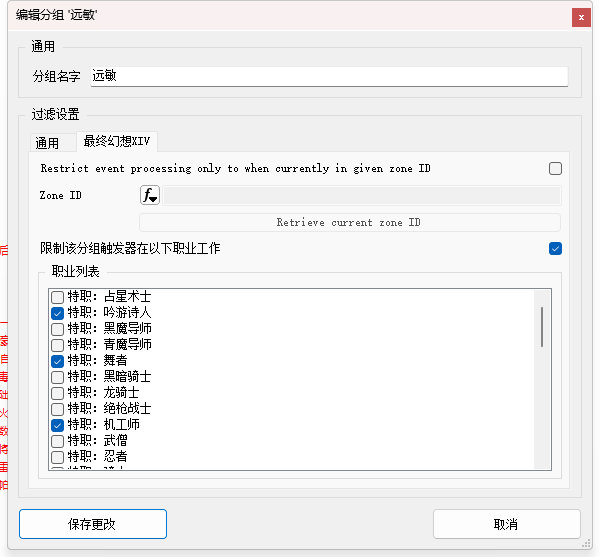 编辑分组 '远敏'
x
通用
分组名字 远敏
过滤设置
通用 最终幻想XIV
Restrict event processing only to when currently in given zone ID
Zone ID f
Retrieve current zone ID
限制该分组触发器在以下职业工作
职业列表
特职: 占星术士
特职: 吟游诗人
特职: 黑魔导师
特职: 青魔导师
特职: 舞者
特职: 黑暗骑士
特职: 龙骑士
特职: 绝枪战士
特职: 机工师
特职: 武僧
特职: 忍者
保存更改 取消